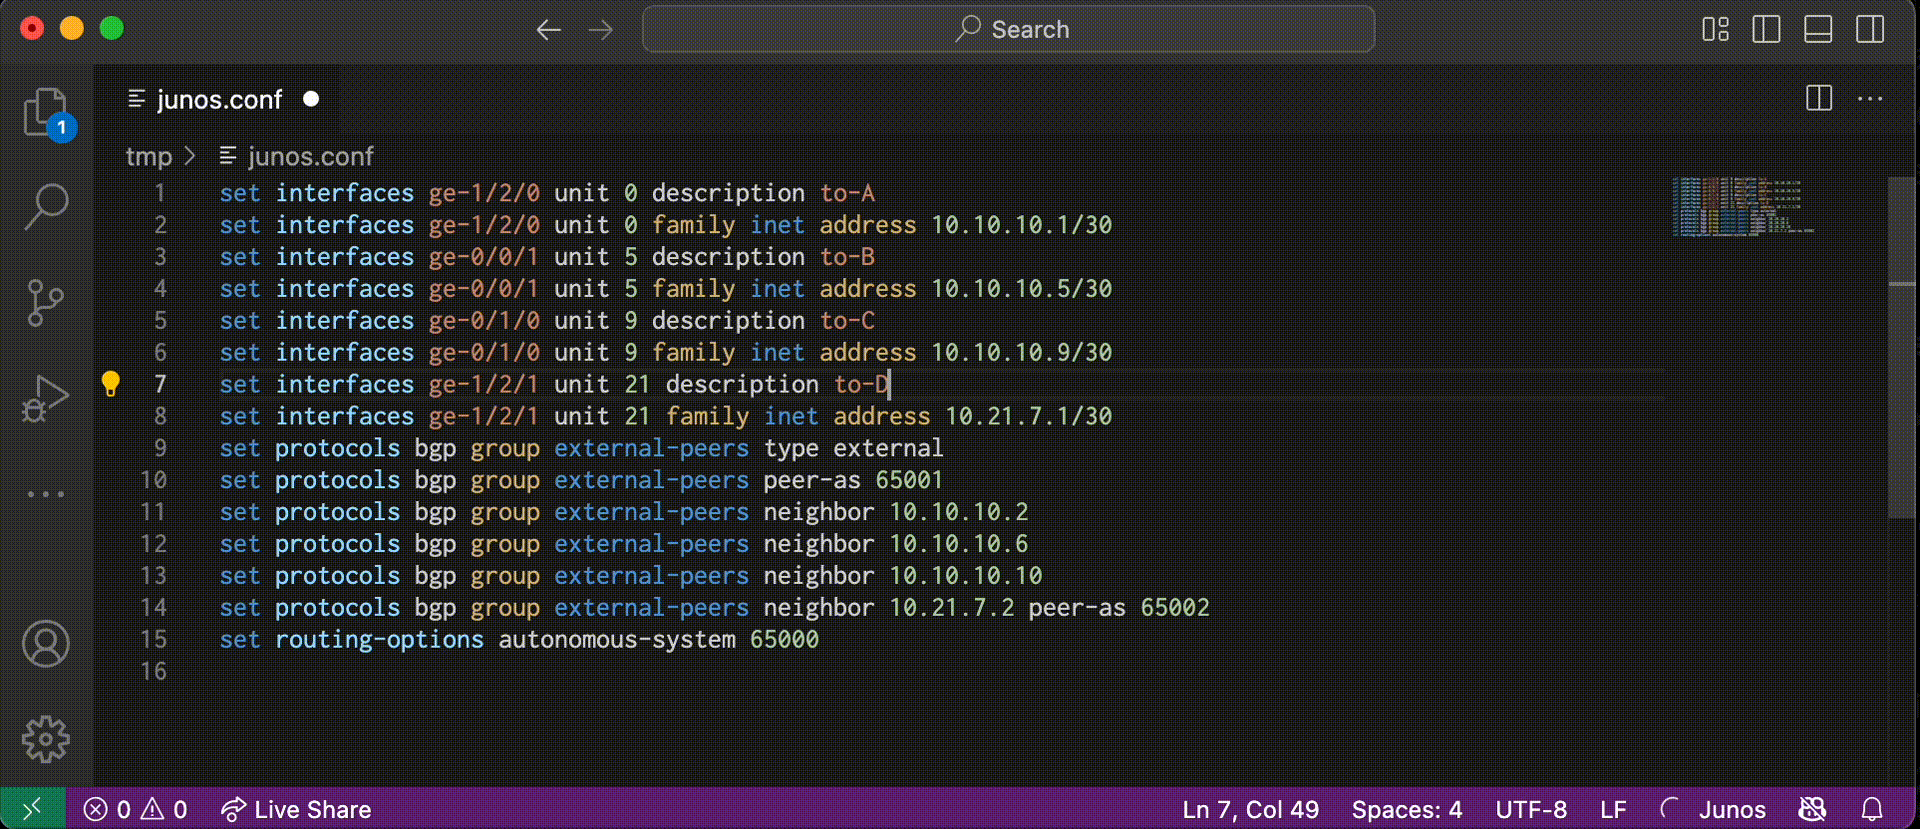 Search
junos.conf
1
tmp > junos.conf
1 set interfaces ge-1/2/0 unit 0 description to-A
2 set interfaces ge-1/2/0 unit 0 family inet address 10.10.10.1/30
3 set interfaces ge-0/0/1 unit 5 description to-B
4 set interfaces ge-0/0/1 unit 5 family inet address 10.10.10.5/30
5 set interfaces ge-0/1/0 unit 9 description to-C
6 set interfaces ge-0/1/0 unit 9 family inet address 10.10.10.9/30
7 set interfaces ge-1/2/1 unit 21 description to-D
8 set interfaces ge-1/2/1 unit 21 family inet address 10.21.7.1/30
9 set protocols bgp group external-peers type external
10 set protocols bgp group external-peers peer-as 65001
11 set protocols bgp group external-peers neighbor 10.10.10.2
12 set protocols bgp group external-peers neighbor 10.10.10.6
13 set protocols bgp group external-peers neighbor 10.10.10.10
14 set protocols bgp group external-peers neighbor 10.21.7.2 peer-as 65002
15 set routing-options autonomous-system 65000
16
0 0 Live Share Ln 7, Col 49 Spaces: 4 UTF-8 LF Junos